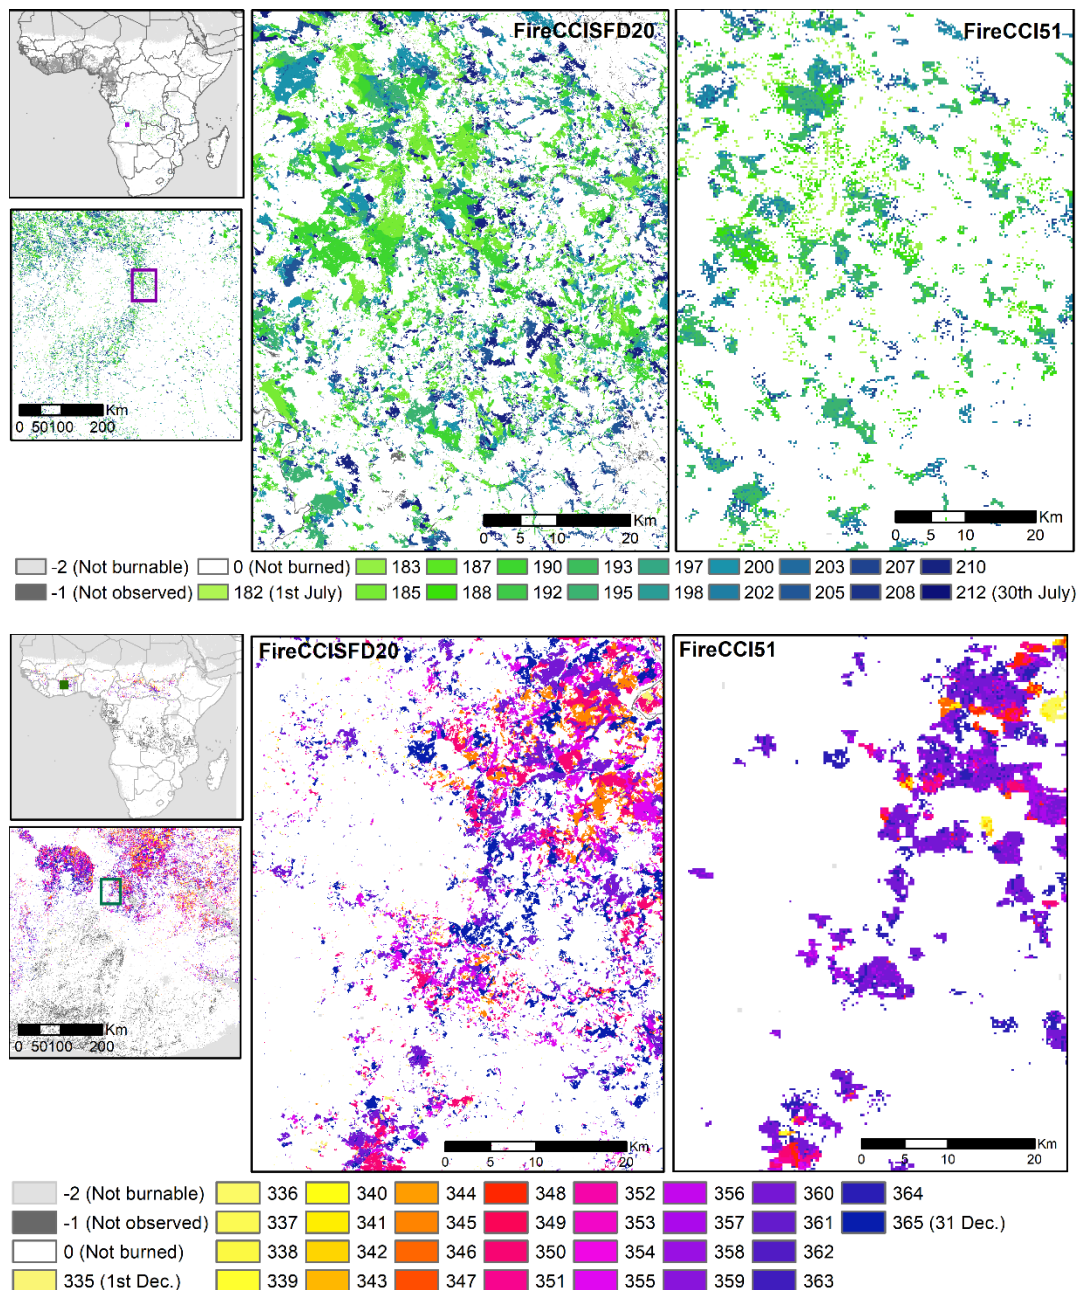 FireCCISFD20
FireCCI51
Km
0 50100 200
Km
0 5 10 20
Km
0 5 10 20
-2 (Not burnable) 0 (Not burned) 183 187 190 193 197 200 203 207 210
-1 (Not observed) 182 (1st July) 185 188 192 195 198 202 205 208 212 (30th July)
FireCCISFD20
FireCCI51
Km
0 50100 200
Km
0 5 10 20
Km
0 5 10 20
-2 (Not burnable) 336 340 344 348 352 356 360 364
-1 (Not observed) 337 341 345 349 353 357 361 365 (31 Dec.)
0 (Not burned) 338 342 346 350 354 358 362
335 (1st Dec.) 339 343 347 351 355 359 363